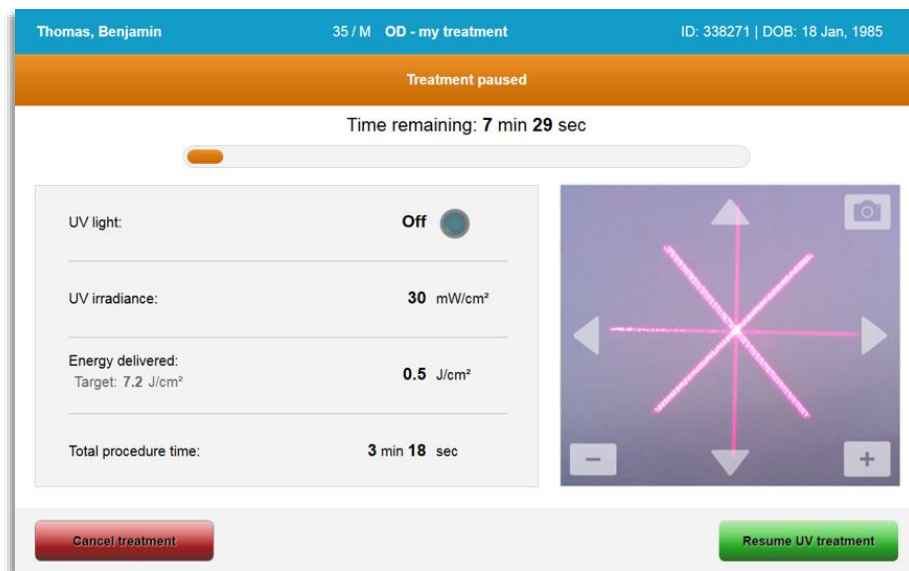 Thomas, Benjamin 35 / M OD - my treatment ID: 338271 | DOB: 18 Jan, 1985
Treatment paused
Time remaining: 7 min 29 sec
UV light: Off
UV irradiance: 30 mW/cm²
Energy delivered:
Target: 7.2 J/cm²
0.5 J/cm²
Total procedure time: 3 min 18 sec
Cancel treatment
Resume UV treatment